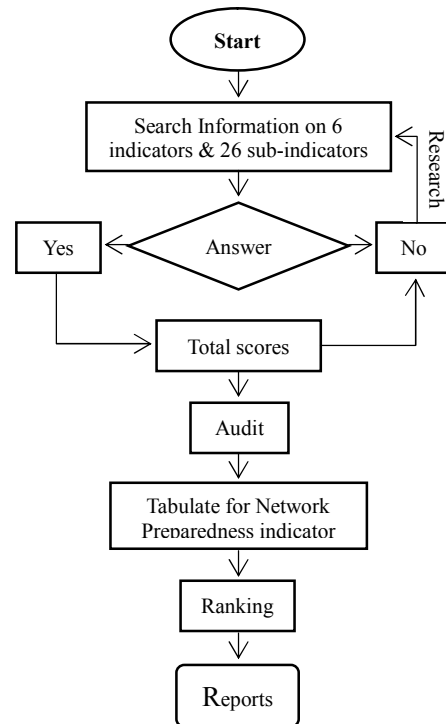 Start
Search Information on 6
indicators & 26 sub-indicators
Research
Yes
Answer
No
Total scores
Audit
Tabulate for Network
Preparedness indicator
Ranking
Reports